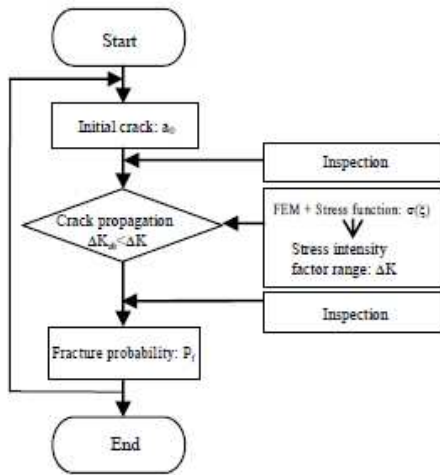 Start
Initial crack: a₀
Inspection
Crack propagation
ΔKₜₕ<ΔK
FEM + Stress function: σ(ξ)
Stress intensity
factor range: ΔK
Inspection
Fracture probability: P_f
End